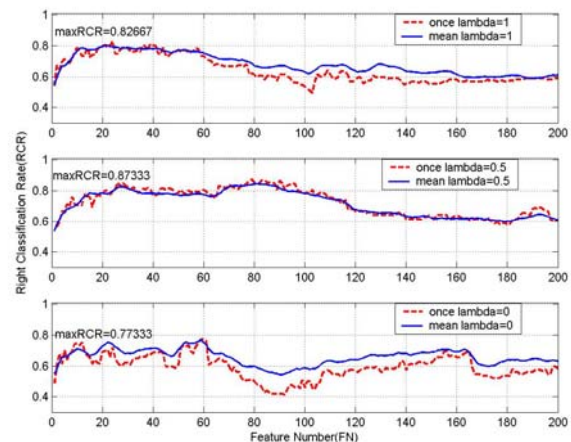 maxRCR=0.82667
once lambda=1
mean lambda=1
1
0.8
0.6
0.4
0 20 40 60 80 100 120 140 160 180 200
Right Classification Rate(RCR)
maxRCR=0.87333
once lambda=0.5
mean lambda=0.5
1
0.8
0.6
0.4
0 20 40 60 80 100 120 140 160 180 200
maxRCR=0.77333
once lambda=0
mean lambda=0
1
0.8
0.6
0.4
0 20 40 60 80 100 120 140 160 180 200
Feature Number(FN)